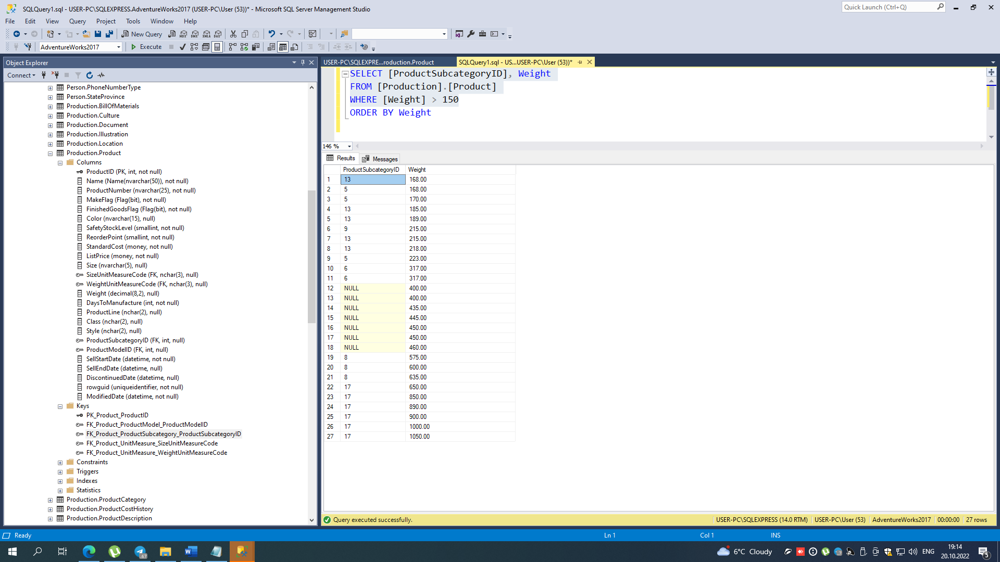 SQLQuery1.sql - USER-PC\SQLEXPRESS.AdventureWorks2017 (USER-PC\User (53))* - Microsoft SQL Server Management Studio
Quick Launch (Ctrl+Q)
File Edit View Query Project Tools Window Help
New Query
MDX DMX XMLA DAX
AdventureWorks2017
Execute
Object Explorer
Connect
Person.PhoneNumberType
Person.StateProvince
Production.BillOfMaterials
Production.Culture
Production.Document
Production.Illustration
Production.Location
Production.Product
Columns
ProductID (PK, int, not null)
Name (Name(nvarchar(50)), not null)
ProductNumber (nvarchar(25), not null)
MakeFlag (Flag(bit), not null)
FinishedGoodsFlag (Flag(bit), not null)
Color (nvarchar(15), null)
SafetyStockLevel (smallint, not null)
ReorderPoint (smallint, not null)
StandardCost (money, not null)
ListPrice (money, not null)
Size (nvarchar(5), null)
SizeUnitMeasureCode (FK, nchar(3), null)
WeightUnitMeasureCode (FK, nchar(3), null)
Weight (decimal(8,2), null)
DaysToManufacture (int, not null)
ProductLine (nchar(2), null)
Class (nchar(2), null)
Style (nchar(2), null)
ProductSubcategoryID (FK, int, null)
ProductModelID (FK, int, null)
SellStartDate (datetime, not null)
SellEndDate (datetime, null)
DiscontinuedDate (datetime, null)
rowguid (uniqueidentifier, not null)
ModifiedDate (datetime, not null)
Keys
PK_Product_ProductID
FK_Product_ProductModel_ProductModelID
FK_Product_ProductSubcategory_ProductSubcategoryID
FK_Product_UnitMeasure_SizeUnitMeasureCode
FK_Product_UnitMeasure_WeightUnitMeasureCode
Constraints
Triggers
Indexes
Statistics
Production.ProductCategory
Production.ProductCostHistory
Production.ProductDescription
USER-PC\SQLEXPRE...roduction.Product
SQLQuery1.sql - US...USER-PC\User (53))*
SELECT [ProductSubcategoryID], Weight
FROM [Production].[Product]
WHERE [Weight] > 150
ORDER BY Weight
146 %
Results Messages
ProductSubcategoryID Weight
1 13 168.00
2 5 168.00
3 5 170.00
4 13 185.00
5 13 189.00
6 9 215.00
7 13 215.00
8 13 218.00
9 5 223.00
10 6 317.00
11 6 317.00
12 NULL 400.00
13 NULL 400.00
14 NULL 435.00
15 NULL 445.00
16 NULL 450.00
17 NULL 450.00
18 NULL 460.00
19 8 575.00
20 8 600.00
21 8 635.00
22 17 650.00
23 17 850.00
24 17 890.00
25 17 900.00
26 17 1000.00
27 17 1050.00
Query executed successfully.
USER-PC\SQLEXPRESS (14.0 RTM) USER-PC\User (53) AdventureWorks2017 00:00:00 27 rows
Ready Ln 1 Col 1 INS
6°C Cloudy
ENG
19:14
20.10.2022
5